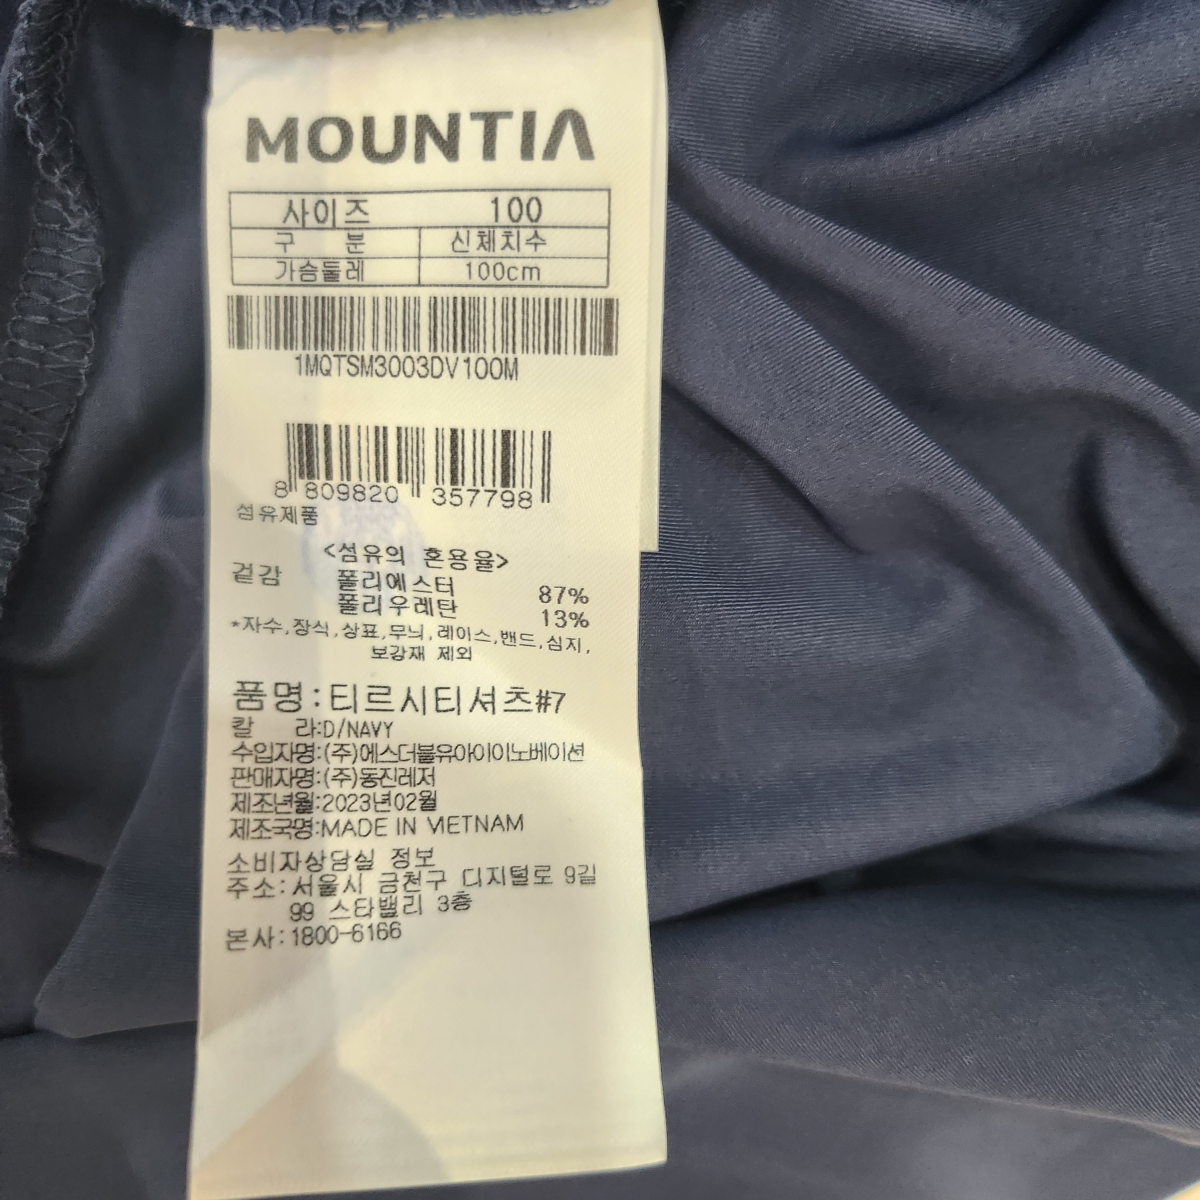 MOUNTIA
사이즈 100
구 분 신체치수
가슴둘레 100cm
1MQTSM3003DV100M
8 809820 357798
섬유제품
<섬유의 혼용율>
겉감 폴리에스터 87%
폴리우레탄 13%
*자수,장식,상표,무늬,레이스,밴드,심지,
보강재 제외
품명:티르시티셔츠#7
칼 라:D/NAVY
수입자명:(주)에스더블유아이이노베이션
판매자명:(주)동진레저
제조년월:2023년02월
제조국명:MADE IN VIETNAM
소비자상담실 정보
주소:서울시 금천구 디지털로 9길
99 스타밸리 3층
본사:1800-6166